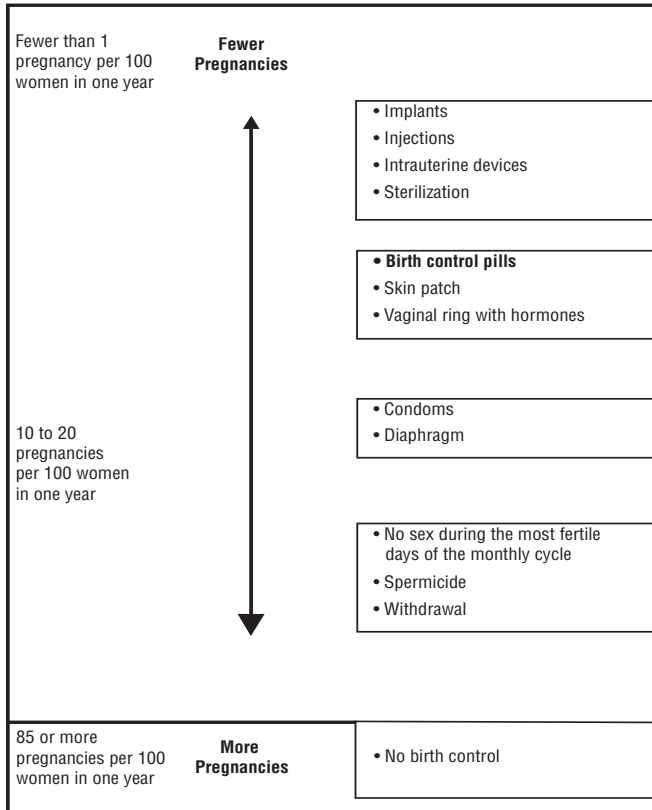 Fewer than 1
pregnancy per 100
women in one year
Fewer
Pregnancies
• Implants
• Injections
• Intrauterine devices
• Sterilization
• Birth control pills
• Skin patch
• Vaginal ring with hormones
• Condoms
• Diaphragm
10 to 20
pregnancies
per 100 women
in one year
• No sex during the most fertile
days of the monthly cycle
• Spermicide
• Withdrawal
85 or more
pregnancies per 100
women in one year
More
Pregnancies
• No birth control